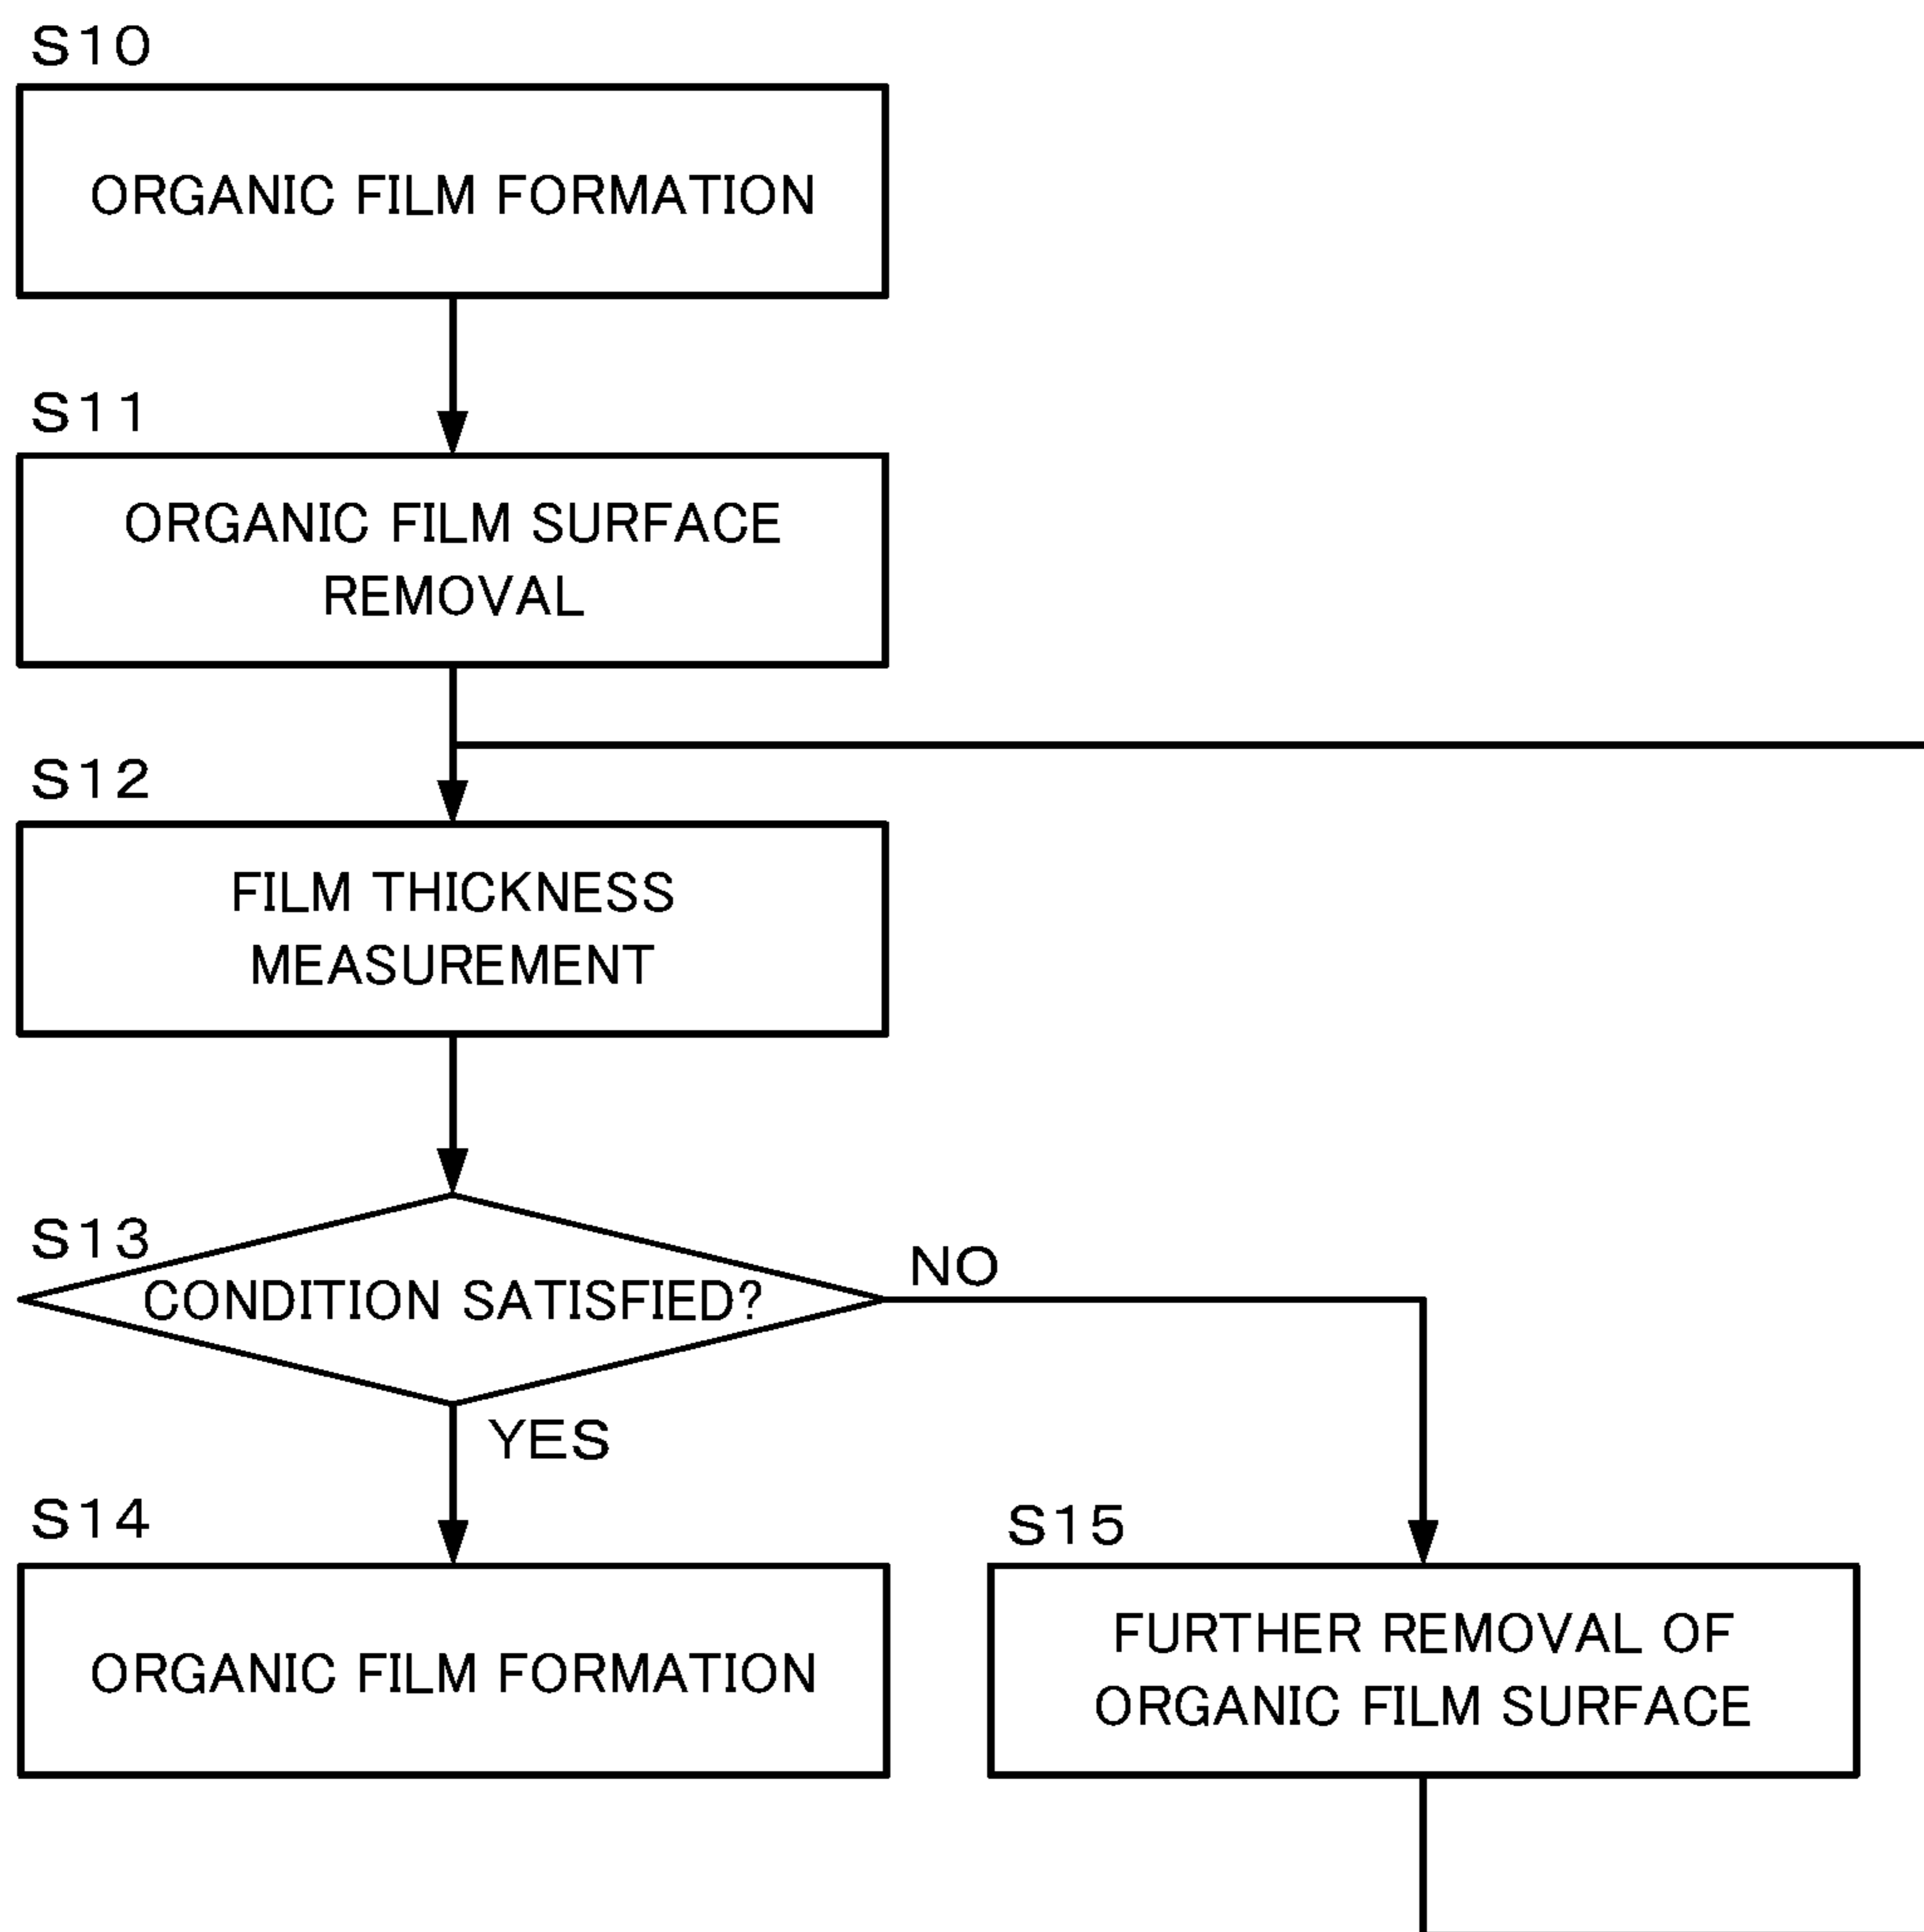 S10
ORGANIC FILM FORMATION
S11
ORGANIC FILM SURFACE
REMOVAL
S12
FILM THICKNESS
MEASUREMENT
S13
CONDITION SATISFIED?
NO
YES
S14
ORGANIC FILM FORMATION
S15
FURTHER REMOVAL OF
ORGANIC FILM SURFACE